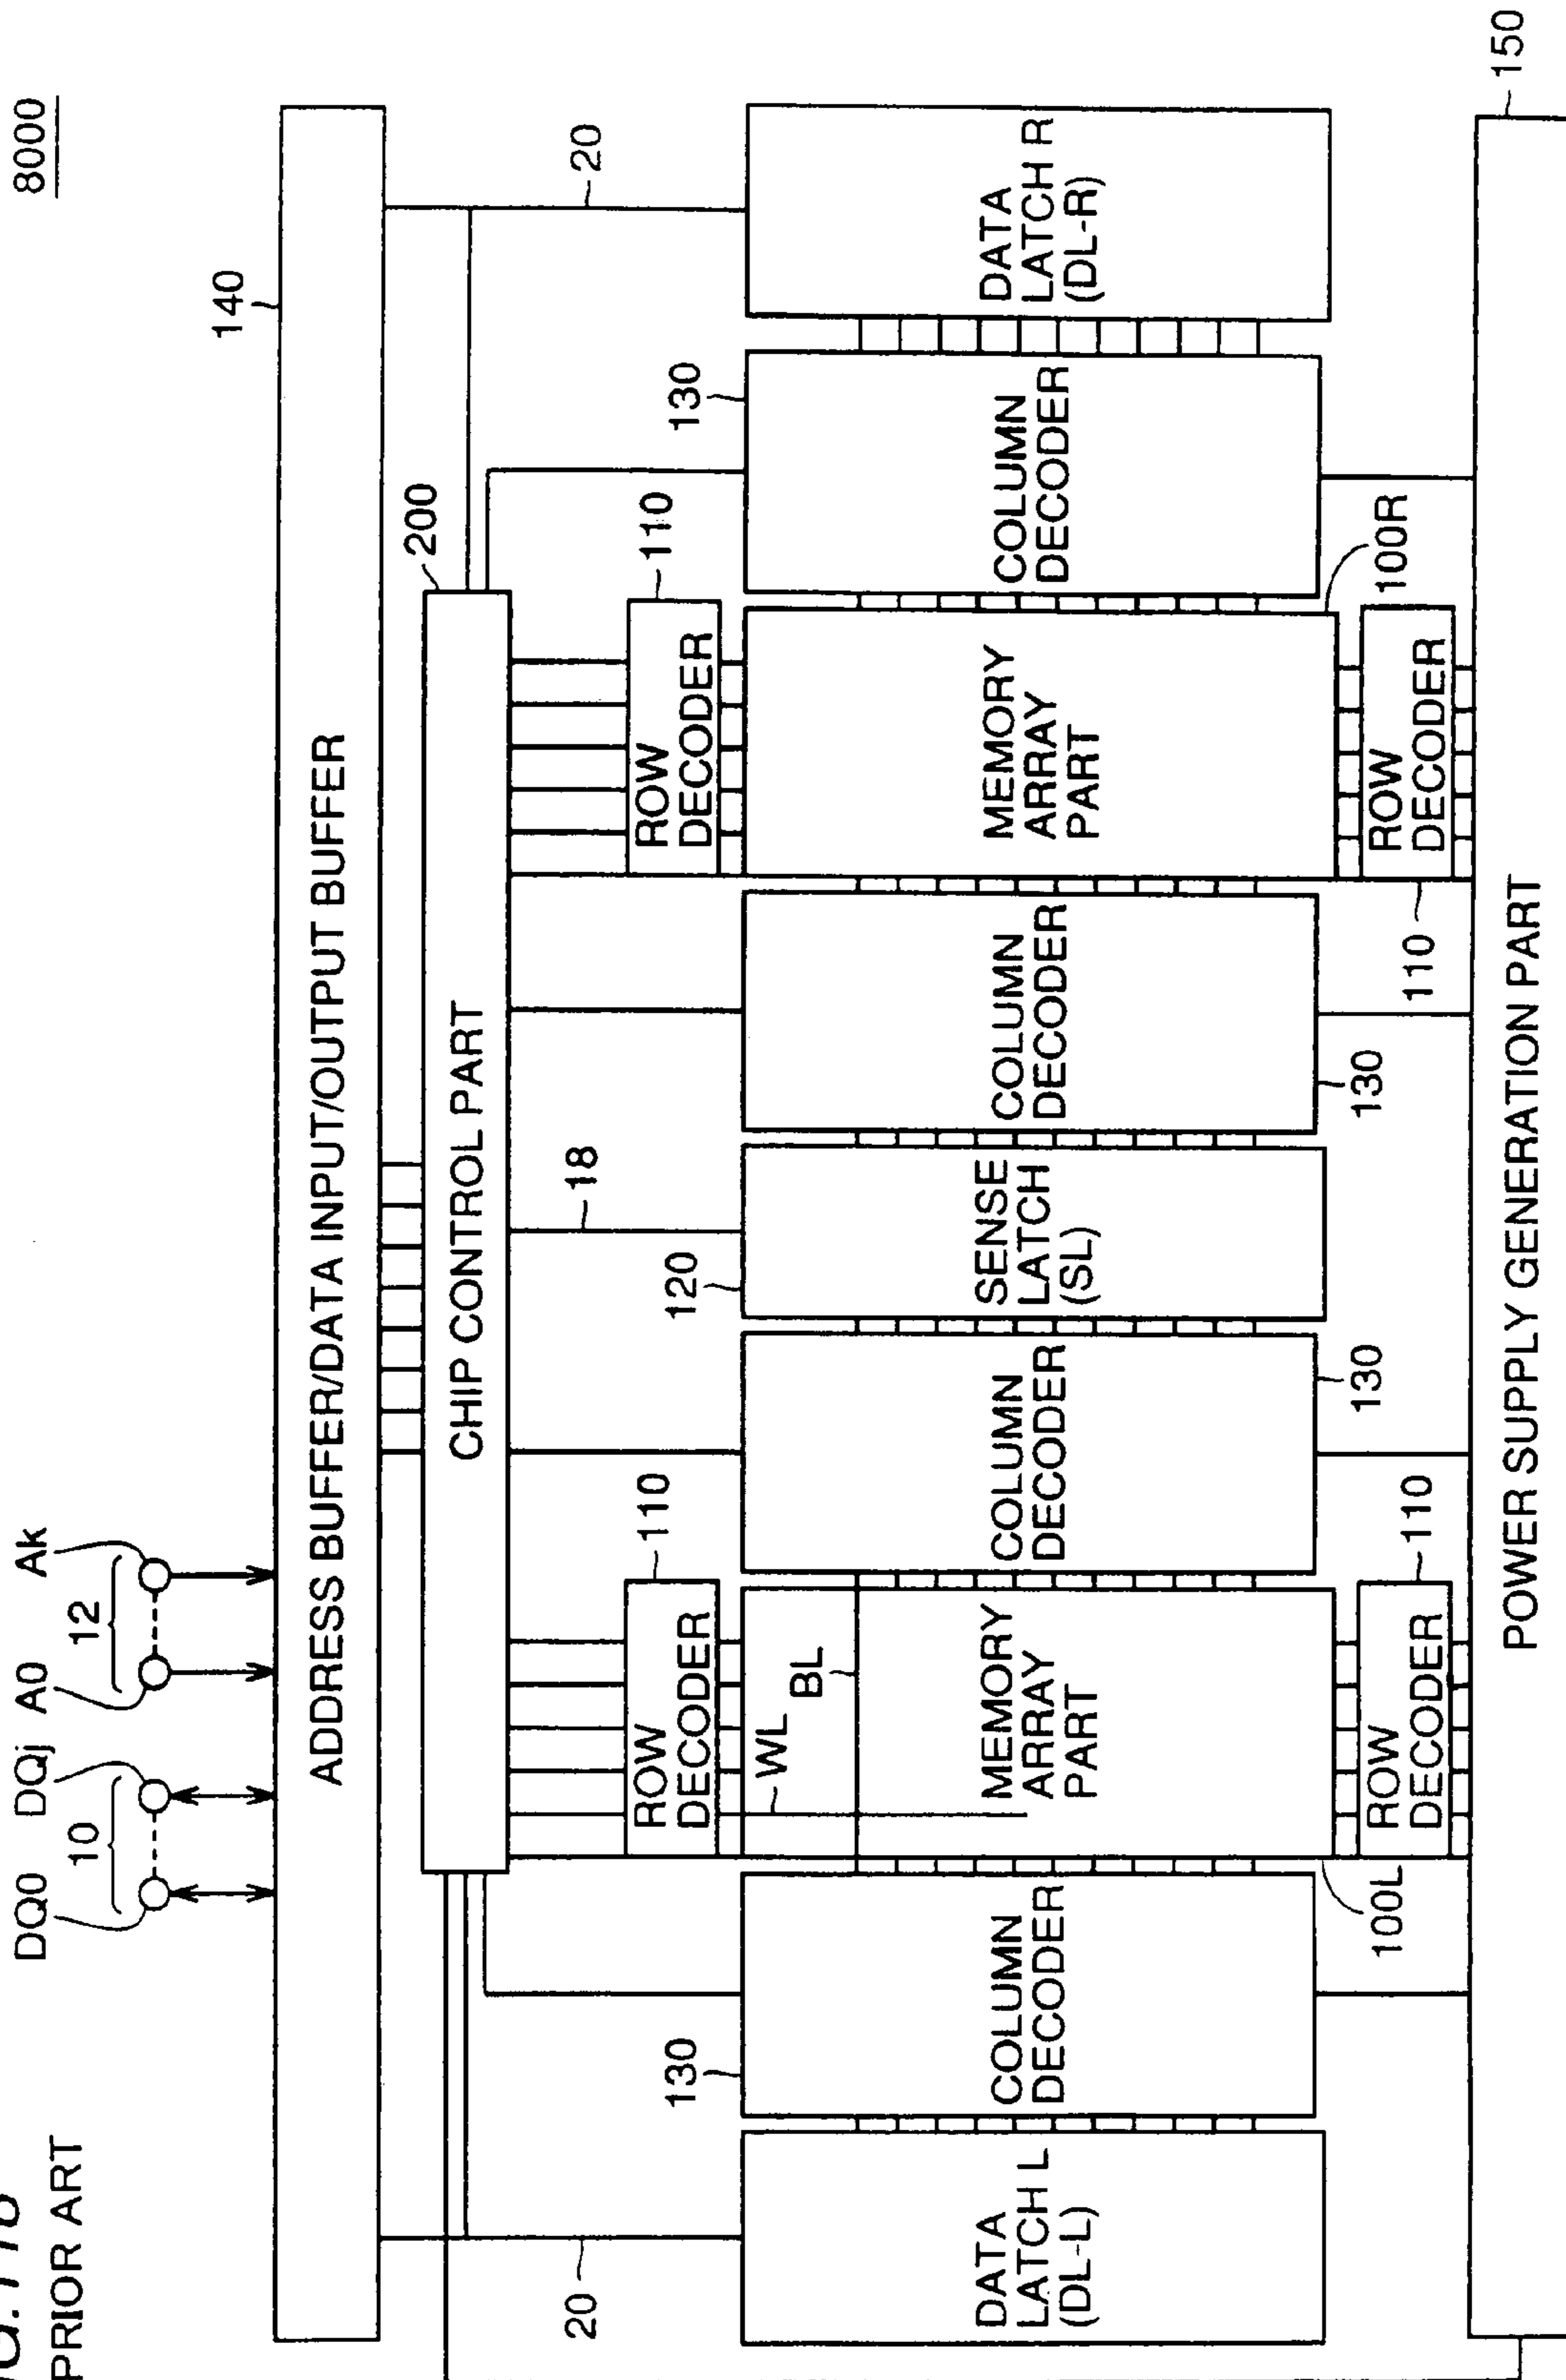 PRIOR ART
8000
DQ0 DQj A0 Ak
10 12
140
ADDRESS BUFFER/DATA INPUT/OUTPUT BUFFER
200
CHIP CONTROL PART
20
18
20
110
110
ROW
DECODER
ROW
DECODER
130
120
130
WL
BL
DATA
LATCH L
(DL-L)
COLUMN
DECODER
MEMORY
ARRAY
PART
COLUMN
DECODER
SENSE
LATCH
(SL)
COLUMN
DECODER
MEMORY
ARRAY
PART
COLUMN
DECODER
DATA
LATCH R
(DL-R)
100L
130
130
100R
ROW
DECODER
110
110
ROW
DECODER
POWER SUPPLY GENERATION PART
150